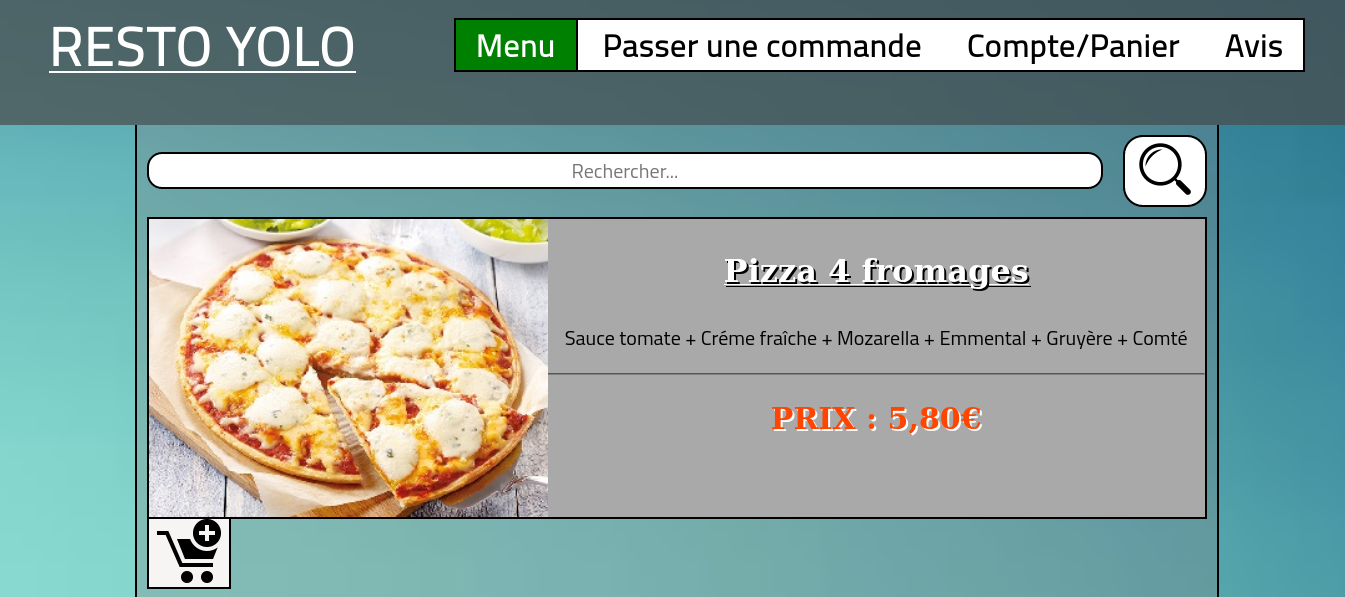 RESTO YOLO
Menu Passer une commande Compte/Panier Avis
Rechercher...
Pizza 4 fromages
Sauce tomate + Créme fraîche + Mozarella + Emmental + Gruyère + Comté
PRIX : 5,80€